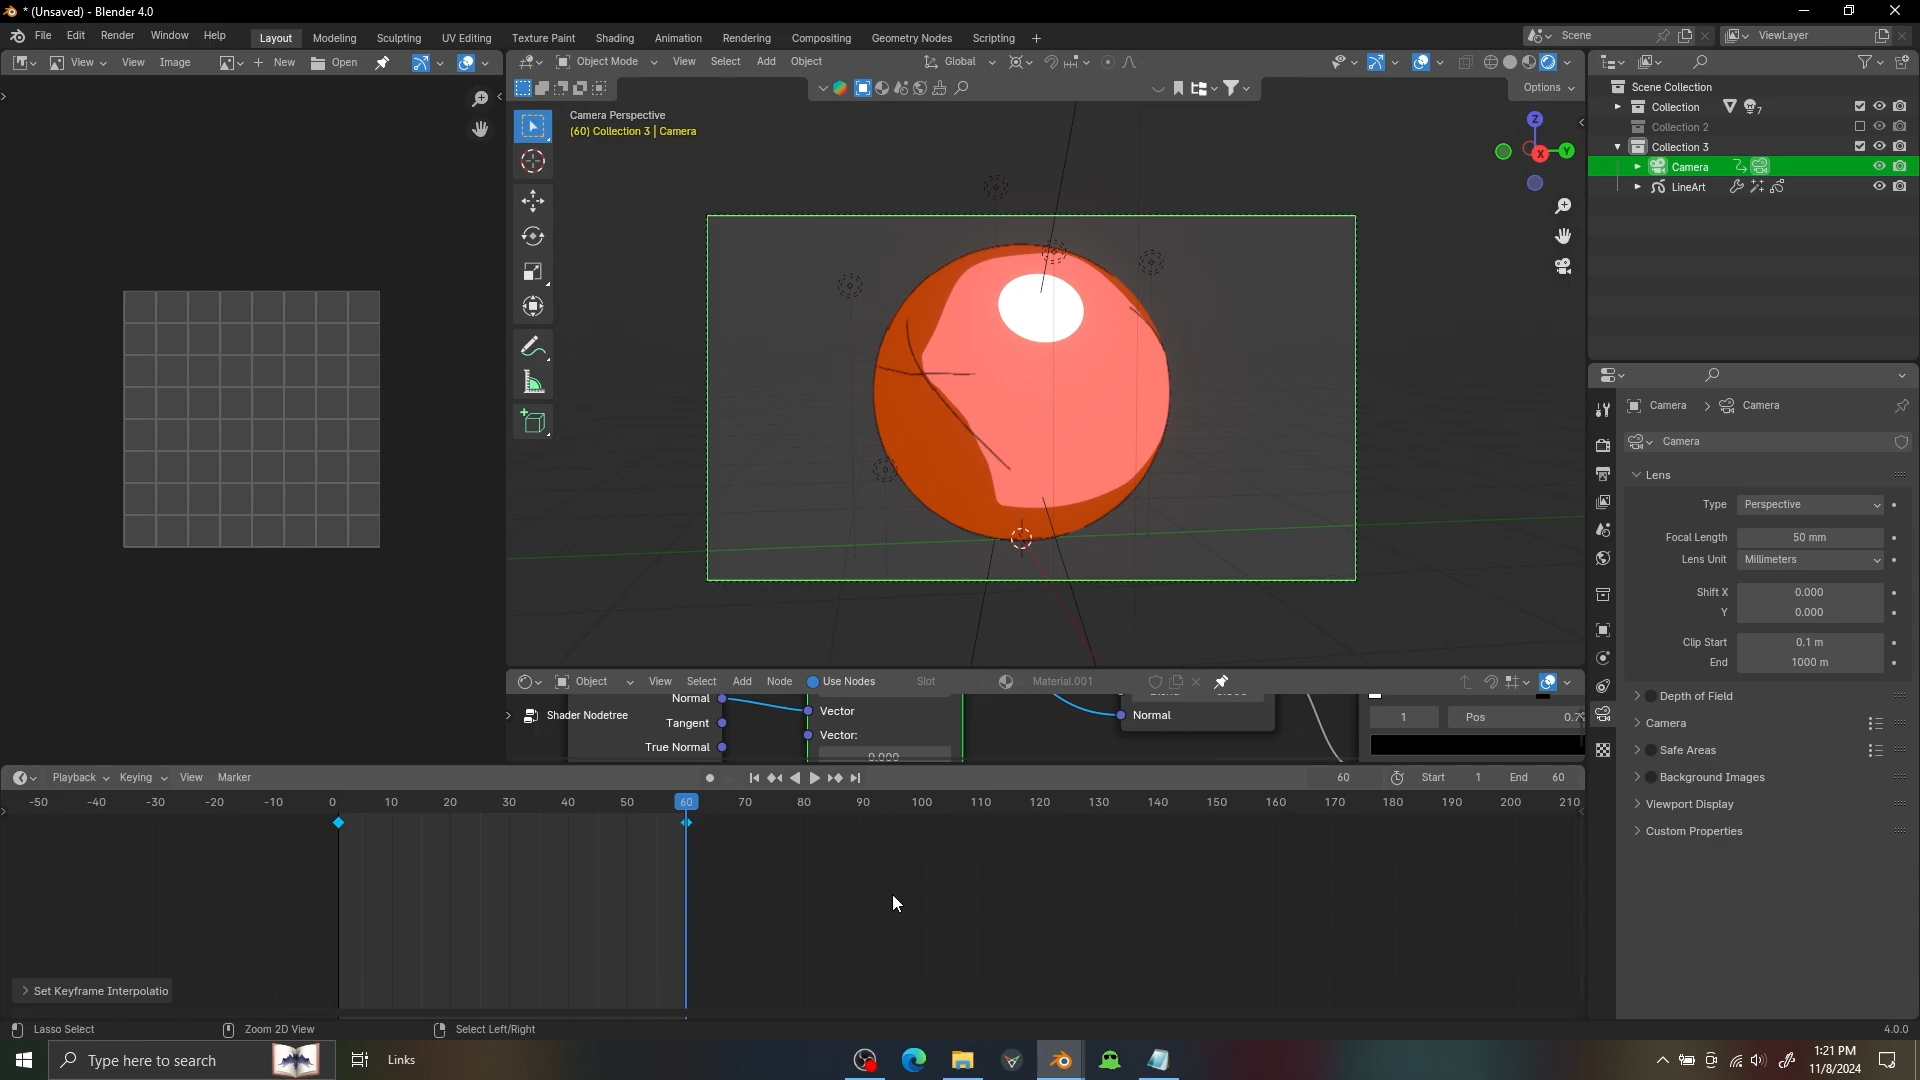 * (Unsaved) - Blender 4.0
File Edit Render Window Help
Layout Modeling Sculpting UV Editing Texture Paint Shading Animation Rendering Compositing Geometry Nodes Scripting
Scene
ViewLayer
View View Image New Open
Object Mode View Select Add Object
Global
Options
Camera Perspective
(60) Collection 3 | Camera
Z
Y
X
Scene Collection
Collection 7
Collection 2
Collection 3
Camera
LineArt
Camera Camera
Camera
Lens
Type Perspective
Focal Length 50 mm
Lens Unit Millimeters
Shift X 0.000
Y 0.000
Clip Start 0.1 m
End 1000 m
Depth of Field
Camera
Safe Areas
Background Images
Viewport Display
Custom Properties
Object View Select Add Node Use Nodes Slot Material.001
Shader Nodetree
Normal
Tangent
True Normal
Vector
Vector:
0.000
Normal
1 Pos 0.7
Playback Keying View Marker
60 Start 1 End 60
-50 -40 -30 -20 -10 0 10 20 30 40 50 60 70 80 90 100 110 120 130 140 150 160 170 180 190 200 210
Set Keyframe Interpolatio
Lasso Select Zoom 2D View Select Left/Right
4.0.0
Type here to search
Links
1:21 PM
11/8/2024